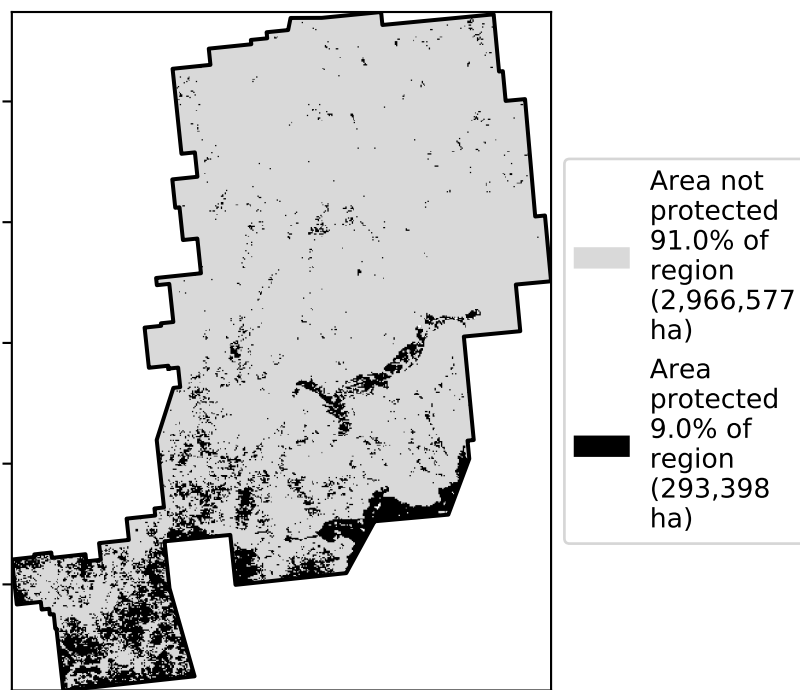 Area not
protected
91.0% of
region
(2,966,577
ha)
Area
protected
9.0% of
region
(293,398
ha)